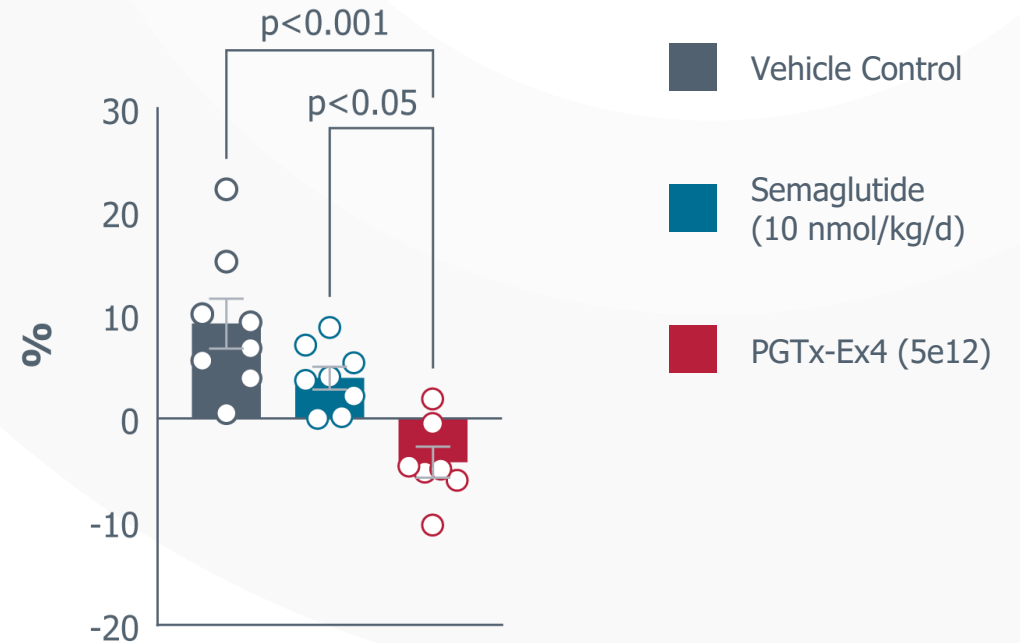 p<0.001
p<0.05
30
20
10
0
-10
-20
%
Vehicle Control
Semaglutide
(10 nmol/kg/d)
PGTx-Ex4 (5e12)